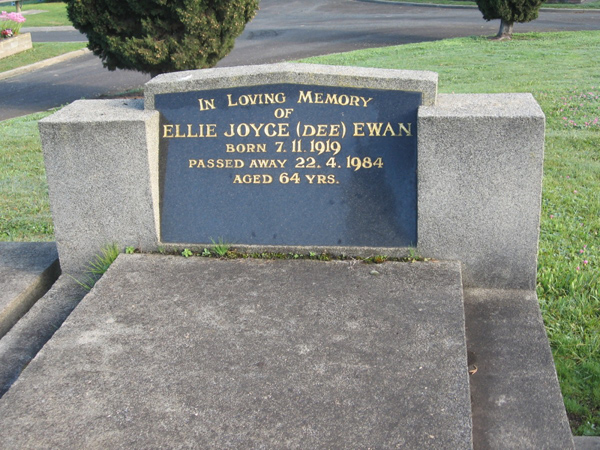 In Loving Memory
OF
ELLIE JOYCE (DEE) EWAN
BORN 7.11.1919
PASSED AWAY 22.4.1984
AGED 64 YRS.